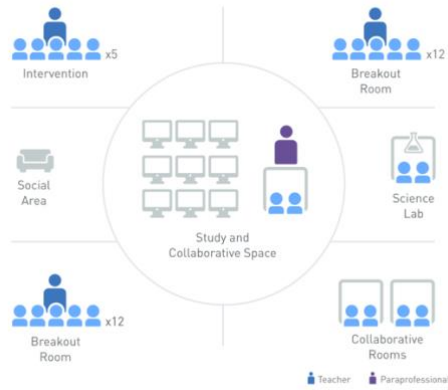 x5
Intervention
x12
Breakout
Room
Social
Area
Study and
Collaborative Space
Science
Lab
x12
Breakout
Room
Collaborative
Rooms
Teacher
Paraprofessional